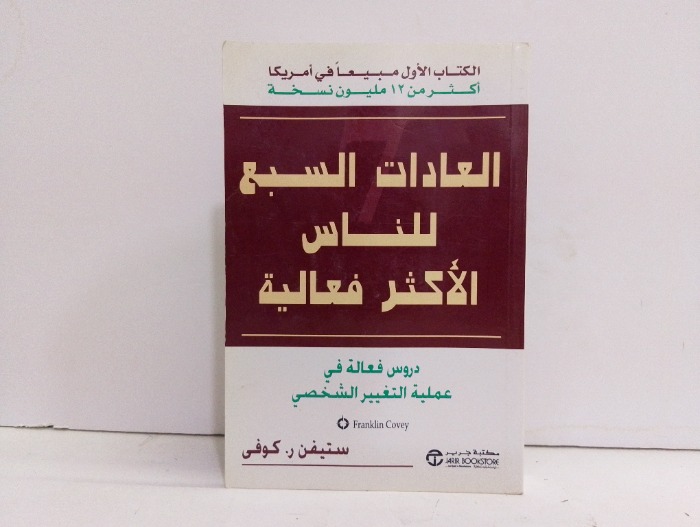 الكتاب الأول مبيعاً في أمريكا
أكثر من ١٢ مليون نسخة
العادات السبع
للناس
الأكثر فعالية
دروس فعالة في
عملية التغيير الشخصي
Franklin Covey
ستيفن ر. كوفى
مكتبة جرير
JARIR BOOKSTORE